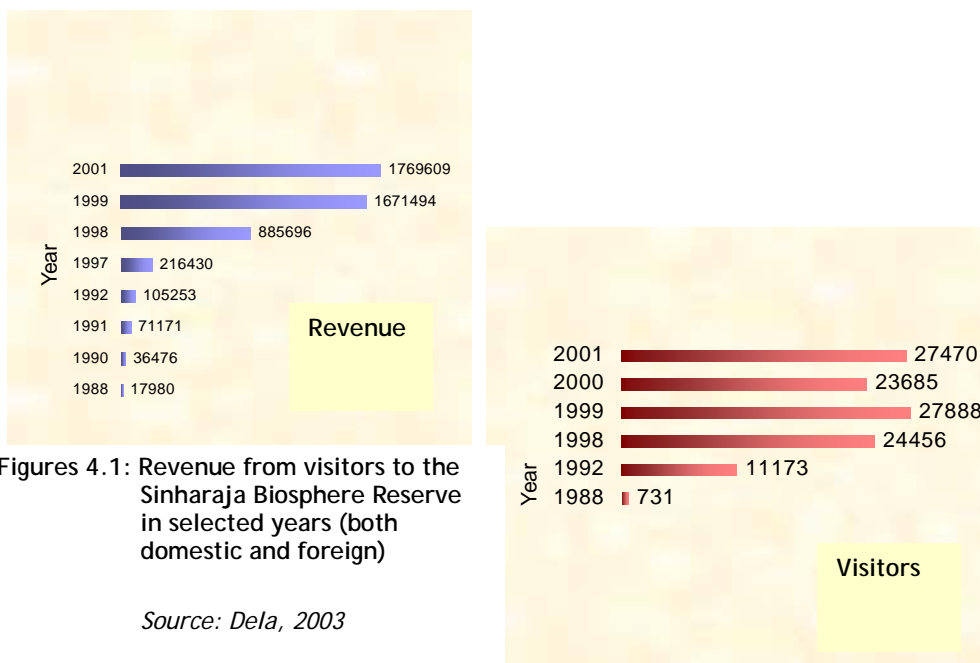 2001 1769609
1999 1671494
1998 885696
1997 216430
1992 105253
1991 71171
1990 36476
1988 17980
Year
Revenue
Figures 4.1: Revenue from visitors to the
Sinharaja Biosphere Reserve
in selected years (both
domestic and foreign)
Source: Dela, 2003
2001 27470
2000 23685
1999 27888
1998 24456
1992 11173
1988 731
Year
Visitors